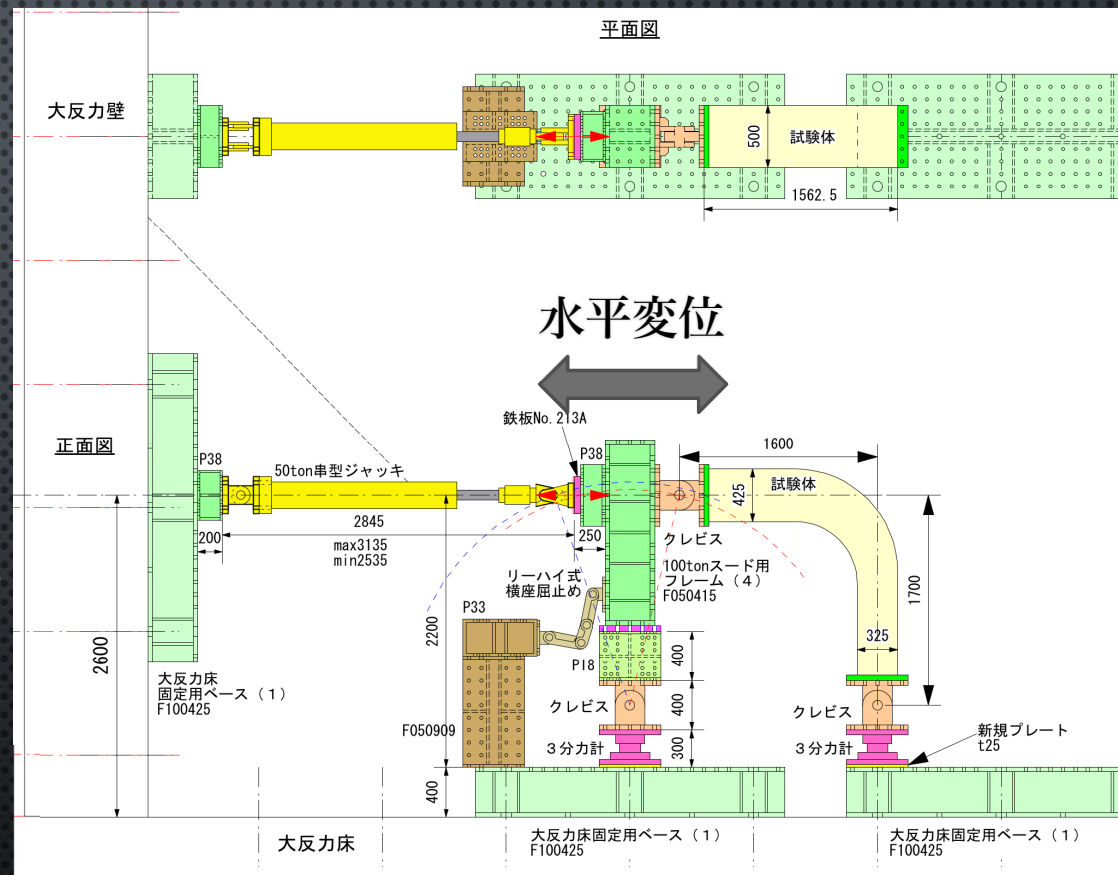 平面図
大反力壁
500
試験体
1562.5
水平変位
鉄板No.213A
正面図
P38
50ton串型ジャッキ
P38
1600
試験体
425
2845
200
max3135
min2535
250
クレビス
リーハイ式
横座屈止め
100tonスード用
フレーム（４）
F050415
1700
P33
2200
2600
325
P18
400
大反力床
固定用ベース（１）
F100425
クレビス
400
クレビス
F050909
３分力計
300
３分力計
新規プレート
t25
400
大反力床
大反力床固定用ベース（１）
F100425
大反力床固定用ベース（１）
F100425